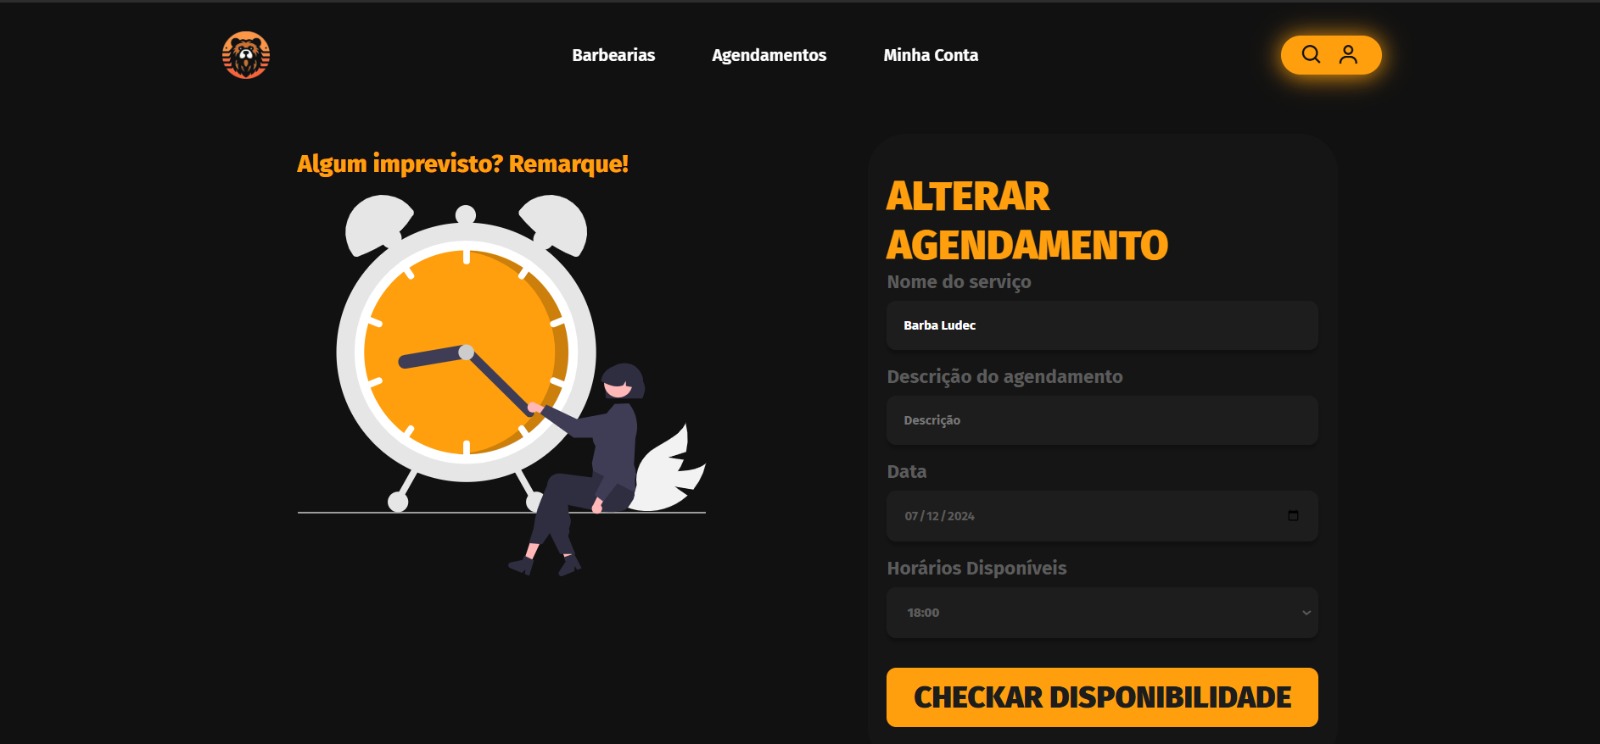 Barbearias Agendamentos Minha Conta
Algum imprevisto? Remarque!
ALTERAR
AGENDAMENTO
Nome do serviço
Barba Ludec
Descrição do agendamento
Descrição
Data
07/12/2024
Horários Disponíveis
18:00
CHECKAR DISPONIBILIDADE